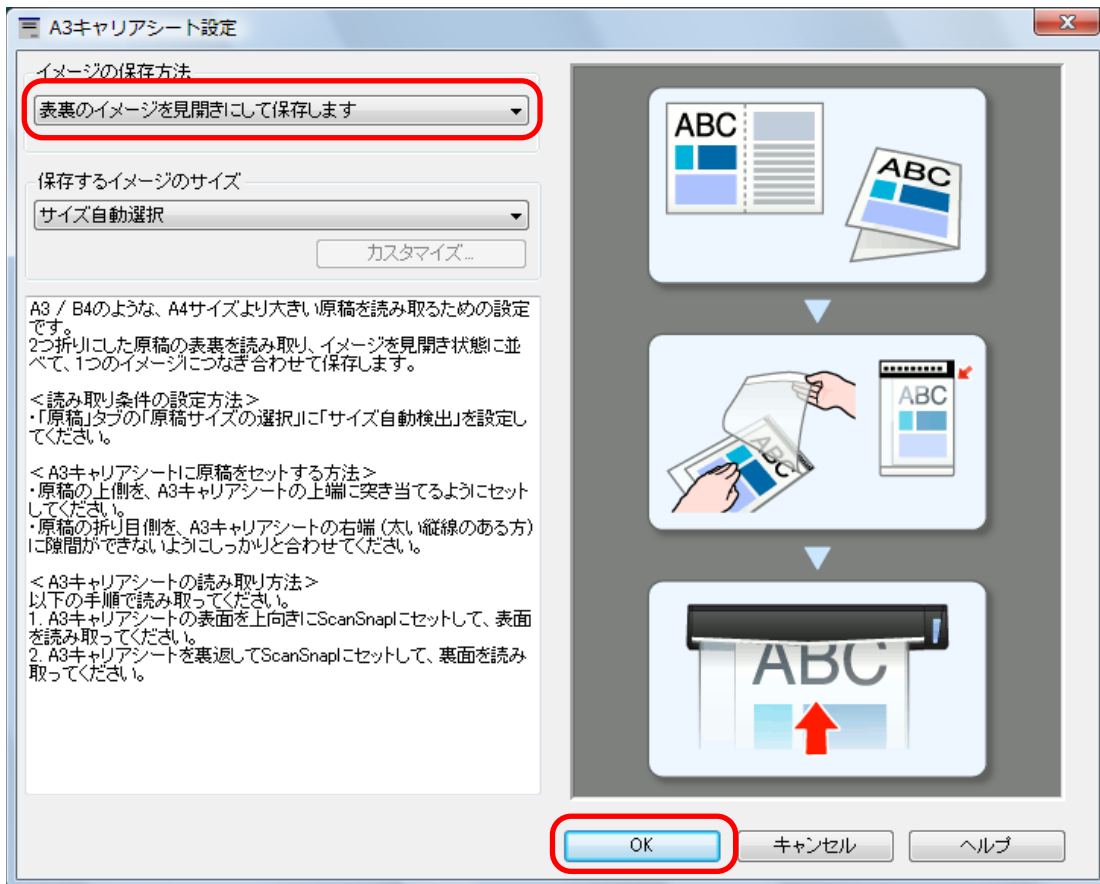 A3キャリアシート設定
イメージの保存方法
表裏のイメージを見開きにして保存します
保存するイメージのサイズ
サイズ自動選択
カスタマイズ...
A3 / B4のような、A4サイズより大きい原稿を読み取るための設定
です。
2つ折りにした原稿の表裏を読み取り、イメージを見開き状態に並
べて、1つのイメージにつなぎ合わせて保存します。
＜読み取り条件の設定方法＞
・「原稿」タブの「原稿サイズの選択」に「サイズ自動検出」を設定し
てください。
＜A3キャリアシートに原稿をセットする方法＞
・原稿の上側を、A3キャリアシートの上端に突き当てるようにセット
してください。
・原稿の折り目側を、A3キャリアシートの右端（太い縦線のある方）
に隙間ができないようにしっかりと合わせてください。
＜A3キャリアシートの読み取り方法＞
以下の手順で読み取ってください。
1. A3キャリアシートの表面を上向きにScanSnapにセットして、表面
を読み取ってください。
2. A3キャリアシートを裏返してScanSnapにセットして、裏面を読み
取ってください。
ABC
ABC
ABC
ABC
ABC
OK
キャンセル
ヘルプ